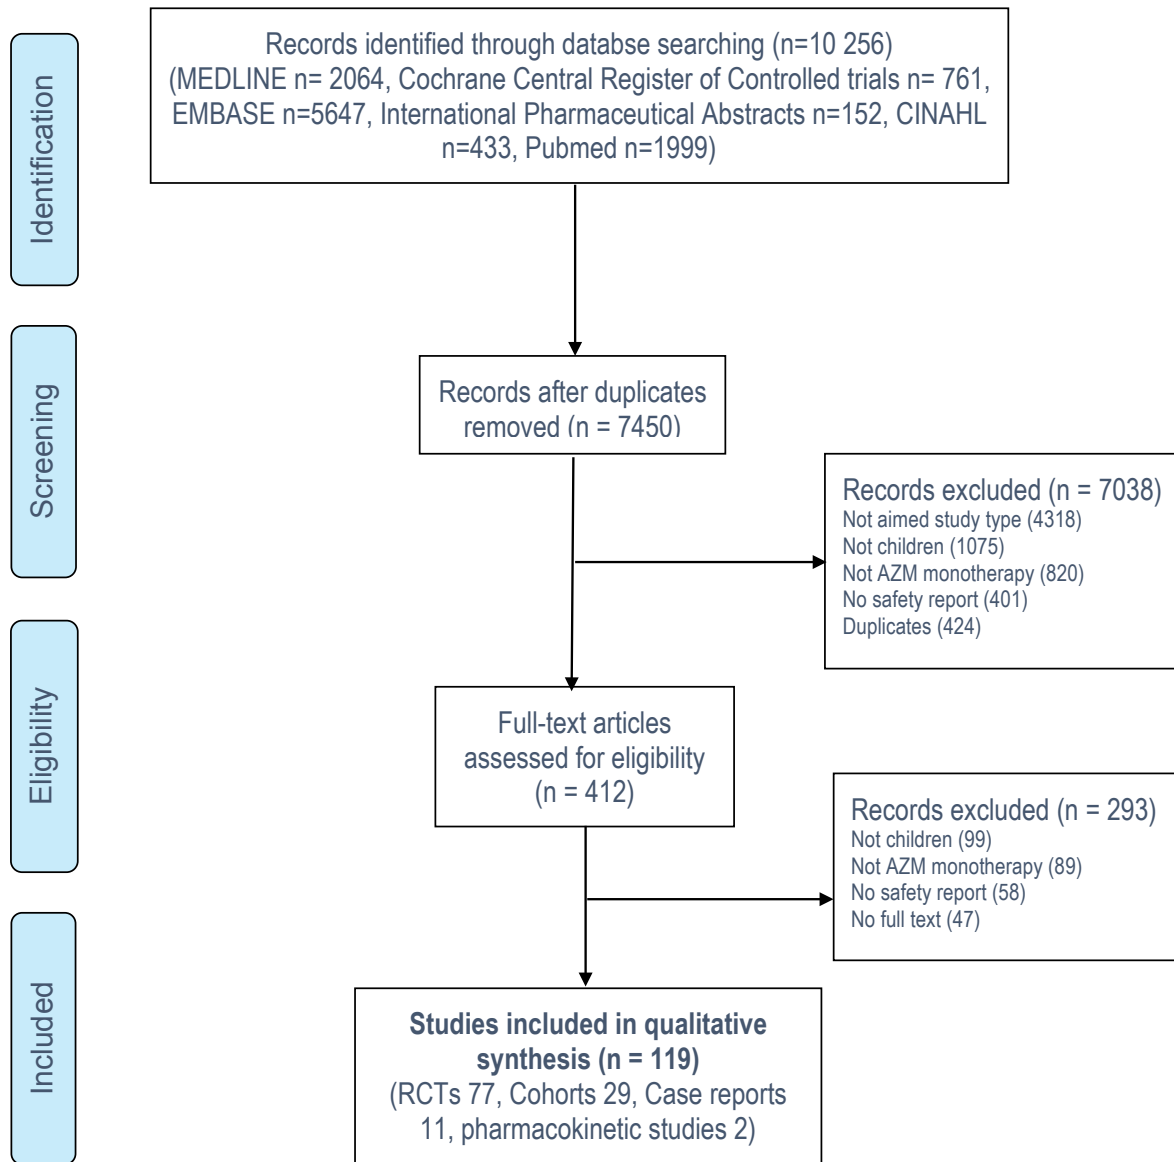 Identification
Records identified through databse searching (n=10 256)
(MEDLINE n= 2064, Cochrane Central Register of Controlled trials n= 761,
EMBASE n=5647, International Pharmaceutical Abstracts n=152, CINAHL
n=433, Pubmed n=1999)
Screening
Records after duplicates
removed (n = 7450)
Records excluded (n = 7038)
Not aimed study type (4318)
Not children (1075)
Not AZM monotherapy (820)
No safety report (401)
Duplicates (424)
Eligibility
Full-text articles
assessed for eligibility
(n = 412)
Records excluded (n = 293)
Not children (99)
Not AZM monotherapy (89)
No safety report (58)
No full text (47)
Included
Studies included in qualitative
synthesis (n = 119)
(RCTs 77, Cohorts 29, Case reports
11, pharmacokinetic studies 2)